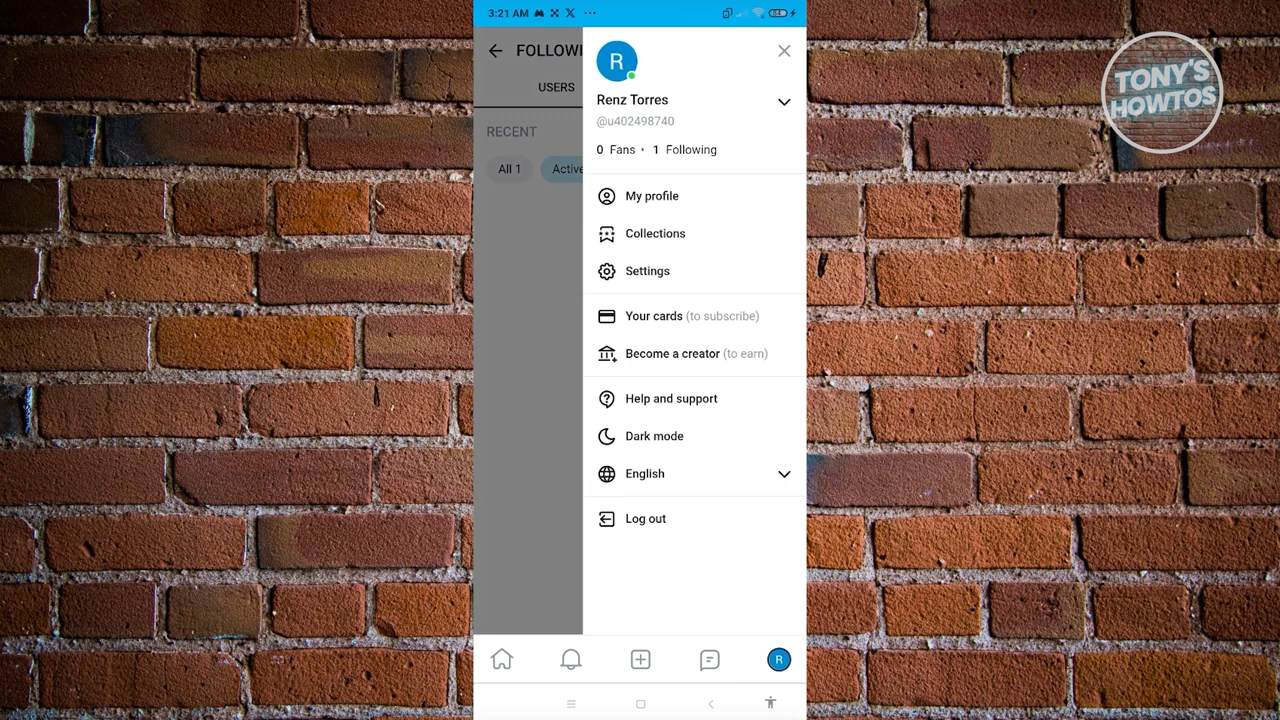 3:21 AM
84
FOLLOWI
USERS
RECENT
All 1
Active
R
Renz Torres
@u402498740
0 Fans · 1 Following
My profile
Collections
Settings
Your cards (to subscribe)
Become a creator (to earn)
Help and support
Dark mode
English
Log out
R
TONY'S
HOWTOS